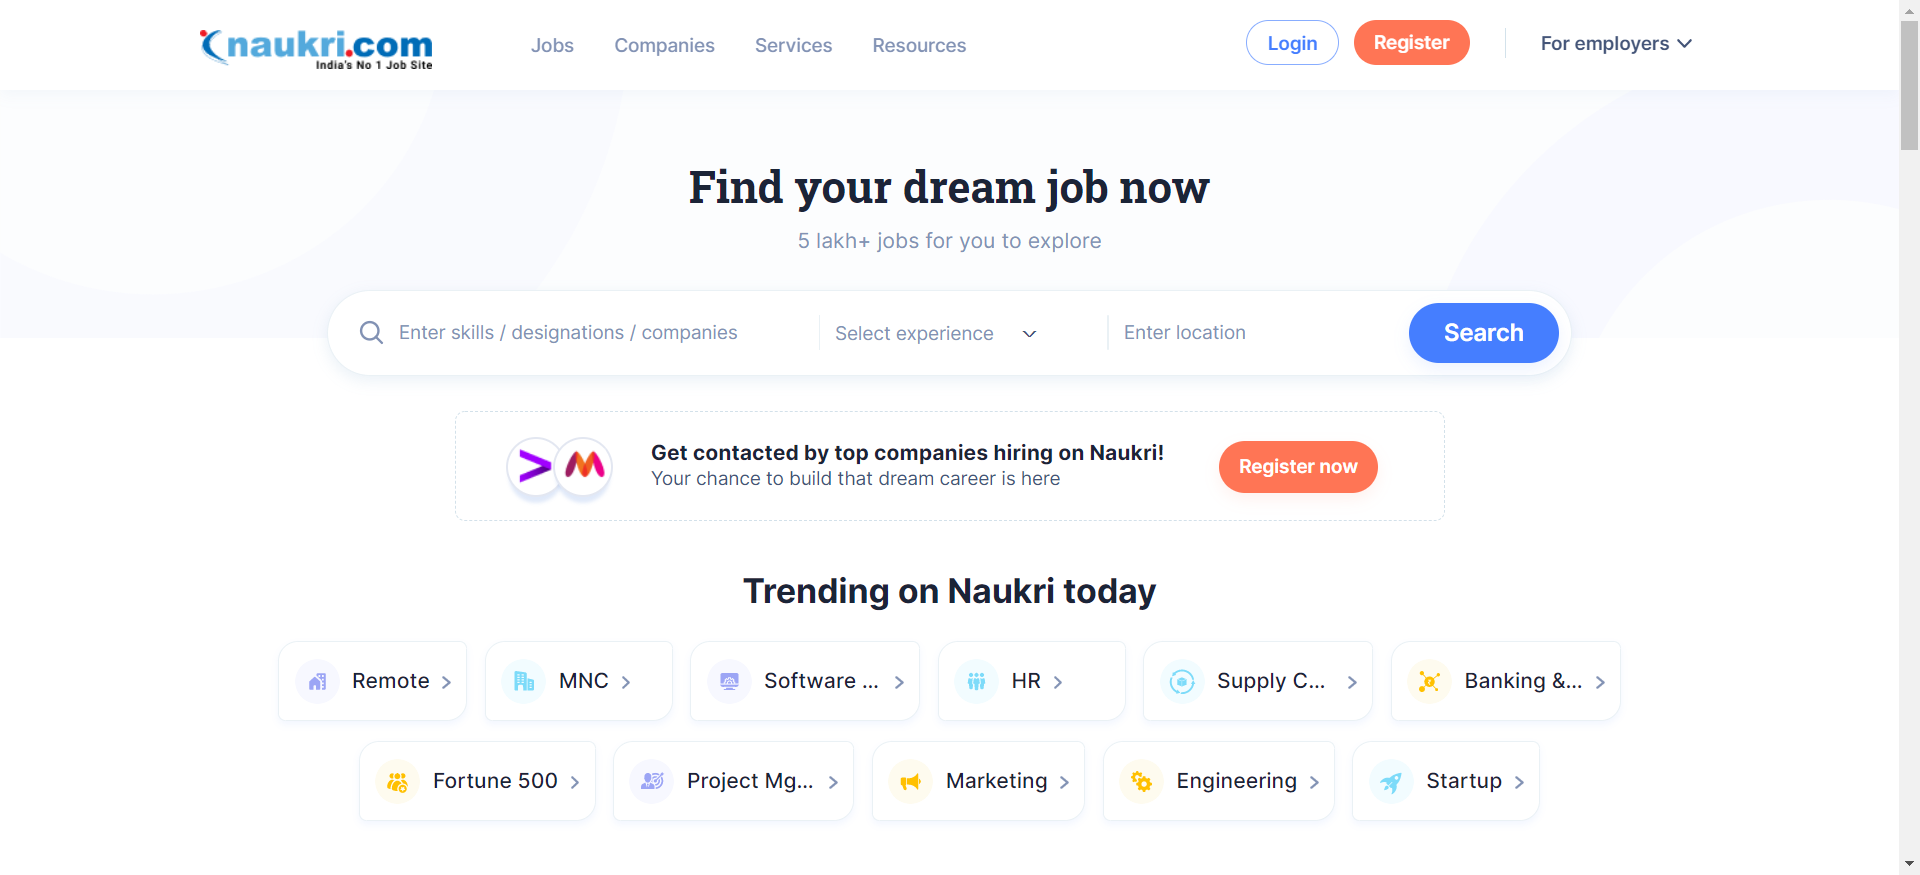 naukri.com
India's No 1 Job Site
Jobs Companies Services Resources
Login Register For employers
Find your dream job now
5 lakh+ jobs for you to explore
Enter skills / designations / companies Select experience Enter location Search
Get contacted by top companies hiring on Naukri!
Your chance to build that dream career is here
Register now
Trending on Naukri today
Remote MNC Software ... HR Supply C... Banking &...
Fortune 500 Project Mg... Marketing Engineering Startup